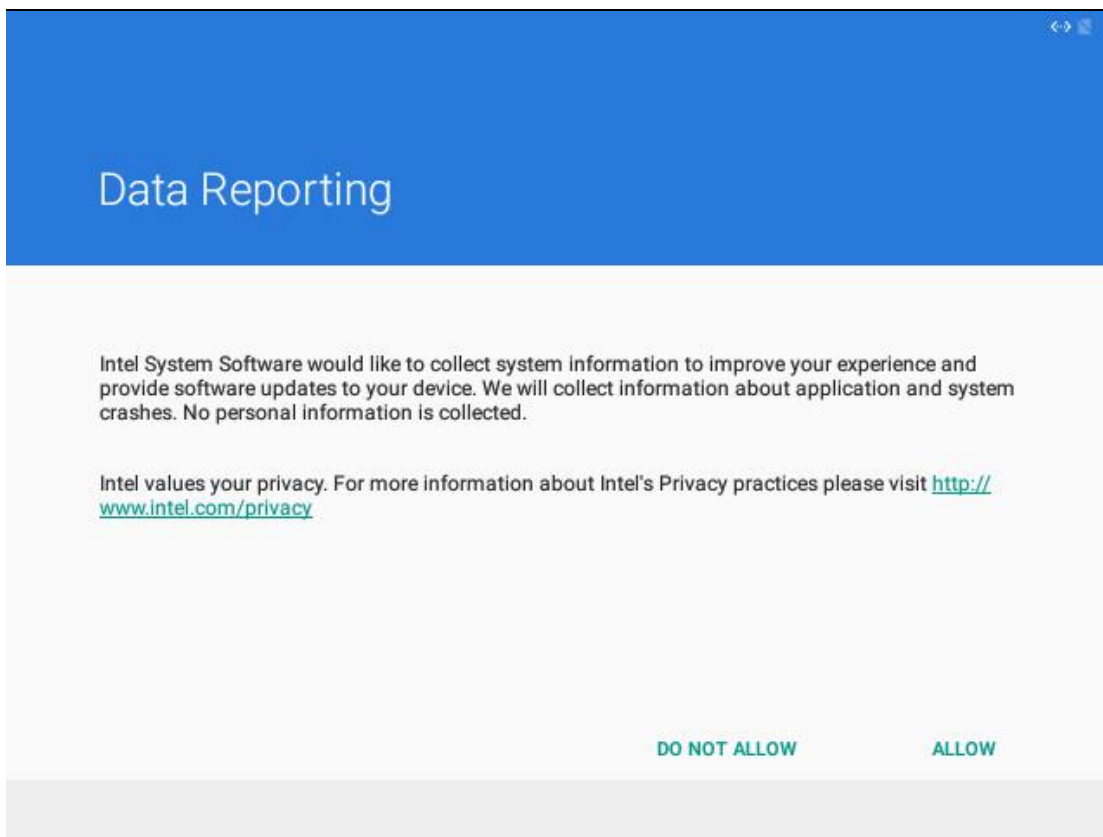 Data Reporting
Intel System Software would like to collect system information to improve your experience and
provide software updates to your device. We will collect information about application and system
crashes. No personal information is collected.
Intel values your privacy. For more information about Intel's Privacy practices please visit http://
www.intel.com/privacy
DO NOT ALLOW ALLOW